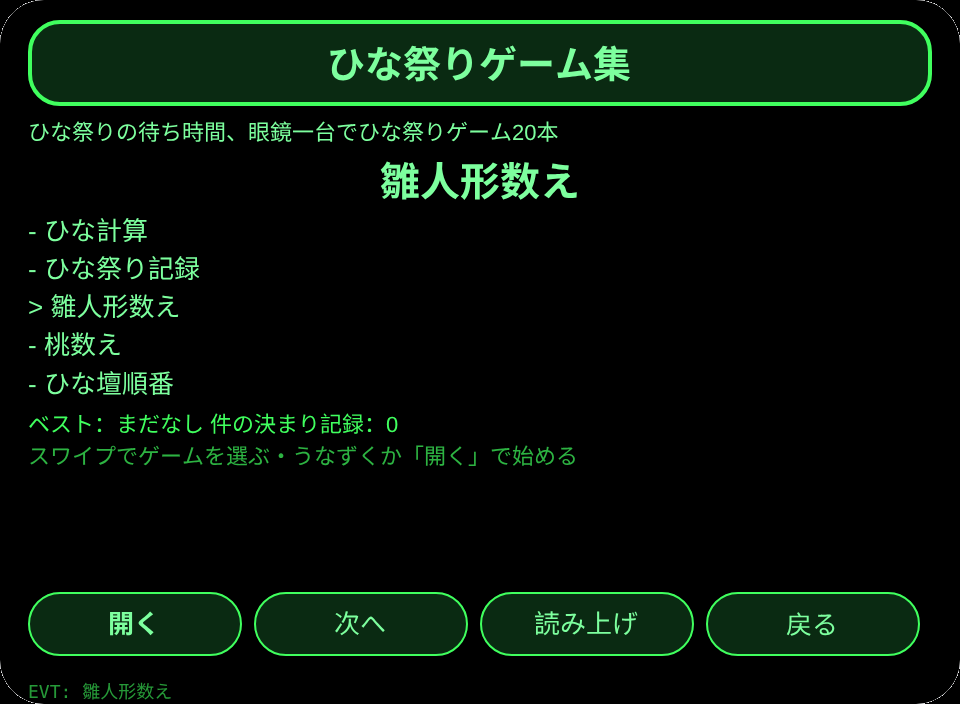 ひな祭りゲーム集
ひな祭りの待ち時間、眼鏡一台でひな祭りゲーム20本
雛人形数え
- ひな計算
- ひな祭り記録
> 雛人形数え
- 桃数え
- ひな壇順番
ベスト: まだなし 件の決まり記録: 0
スワイプでゲームを選ぶ・うなずくか「開く」で始める
開く 次へ 読み上げ 戻る
EVT: 雛人形数え